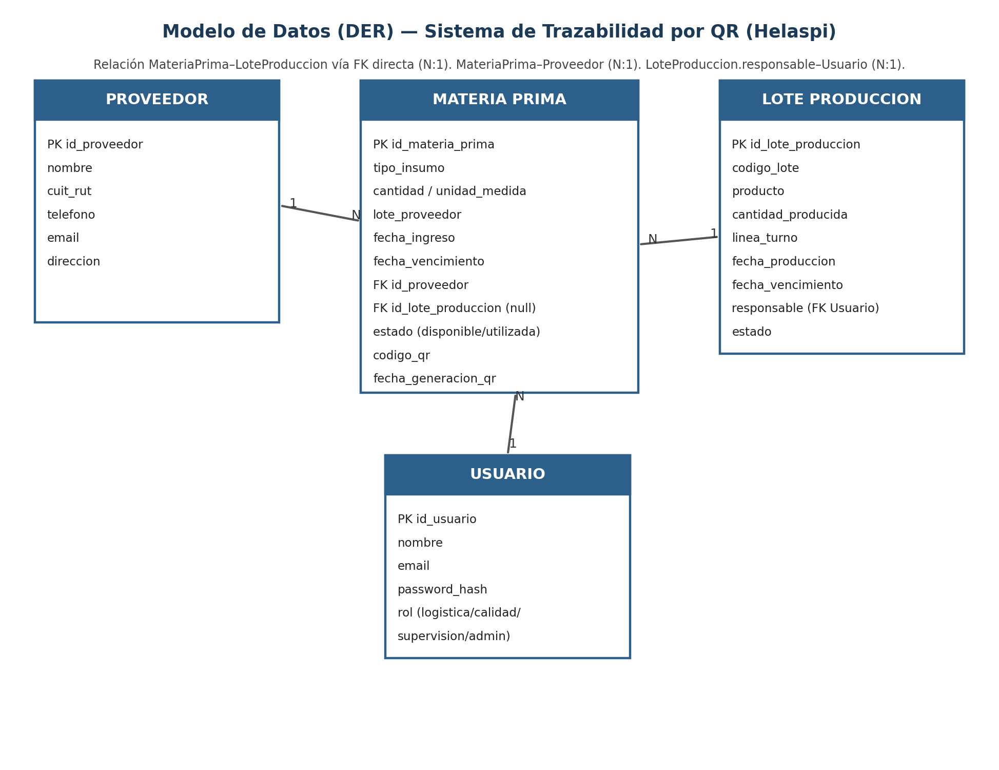 Modelo de Datos (DER) — Sistema de Trazabilidad por QR (Helaspi)
Relación MateriaPrima–LoteProduccion vía FK directa (N:1). MateriaPrima–Proveedor (N:1). LoteProduccion.responsable–Usuario (N:1).
PROVEEDOR
PK id_proveedor
nombre
cuit_rut
telefono
email
direccion
1
N
MATERIA PRIMA
PK id_materia_prima
tipo_insumo
cantidad / unidad_medida
lote_proveedor
fecha_ingreso
fecha_vencimiento
FK id_proveedor
FK id_lote_produccion (null)
estado (disponible/utilizada)
codigo_qr
fecha_generacion_qr
N
1
LOTE PRODUCCION
PK id_lote_produccion
codigo_lote
producto
cantidad_producida
linea_turno
fecha_produccion
fecha_vencimiento
responsable (FK Usuario)
estado
N
1
USUARIO
PK id_usuario
nombre
email
password_hash
rol (logistica/calidad/
supervision/admin)